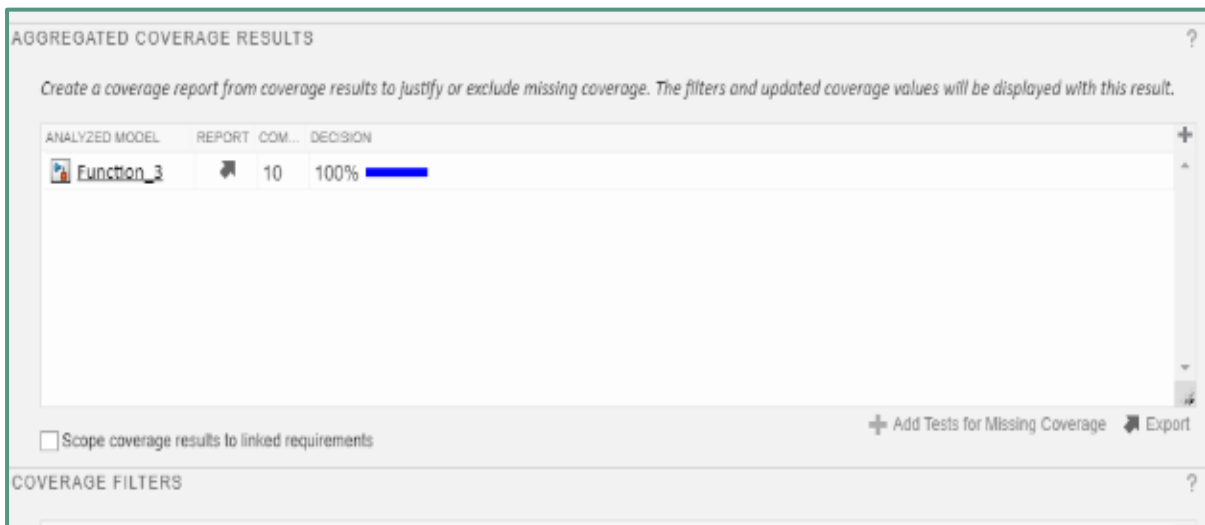 AGGREGATED COVERAGE RESULTS ?
Create a coverage report from coverage results to justify or exclude missing coverage. The filters and updated coverage values will be displayed with this result.
ANALYZED MODEL REPORT COM... DECISION
Function_3 10 100%
Add Tests for Missing Coverage Export
Scope coverage results to linked requirements
COVERAGE FILTERS ?